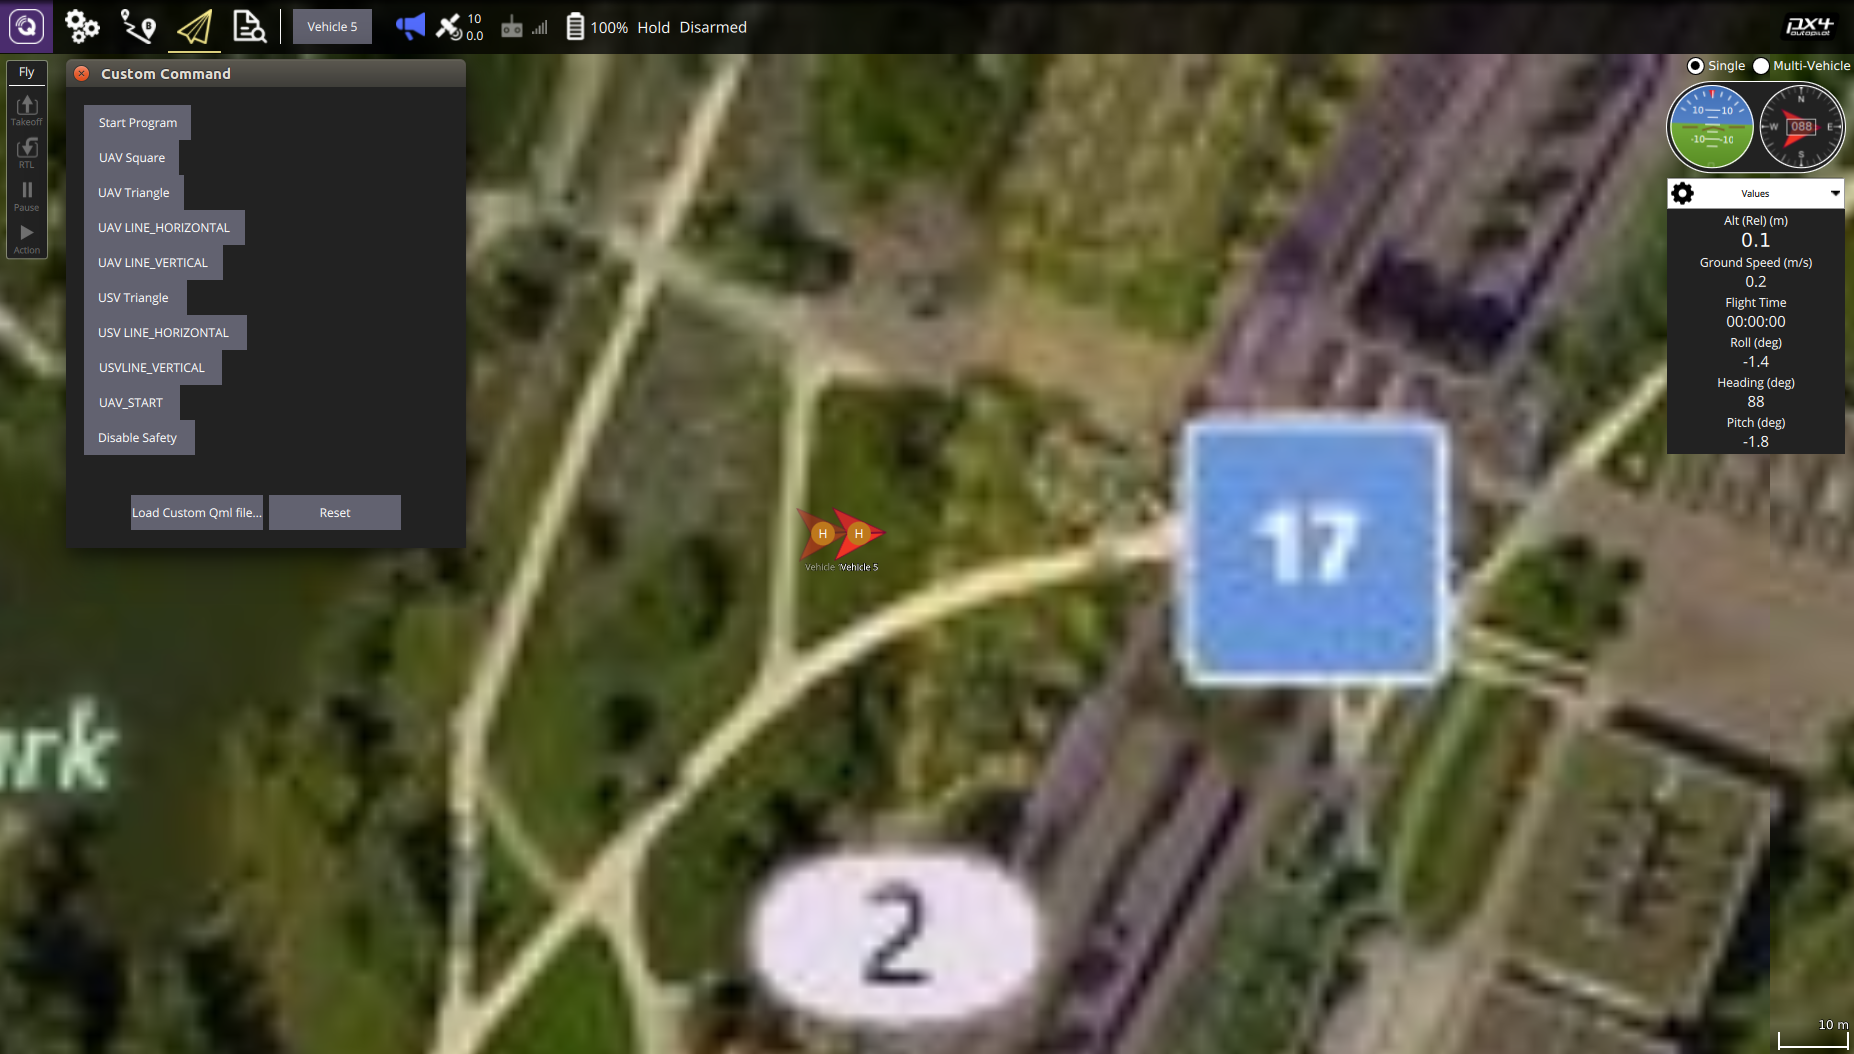 Vehicle 5
10
0.0
100% Hold Disarmed
PX4
autopilot
Fly
Takeoff
RTL
Pause
Action
Custom Command
Start Program
UAV Square
UAV Triangle
UAV LINE_HORIZONTAL
UAV LINE_VERTICAL
USV Triangle
USV LINE_HORIZONTAL
USVLINE_VERTICAL
UAV_START
Disable Safety
Load Custom Qml file...
Reset
Single Multi-Vehicle
10 10
-10 -10
N
W 088 E
S
Values
Alt (Rel) (m)
0.1
Ground Speed (m/s)
0.2
Flight Time
00:00:00
Roll (deg)
-1.4
Heading (deg)
88
Pitch (deg)
-1.8
17
H H
Vehicle Vehicle 5
ark
2
10 m